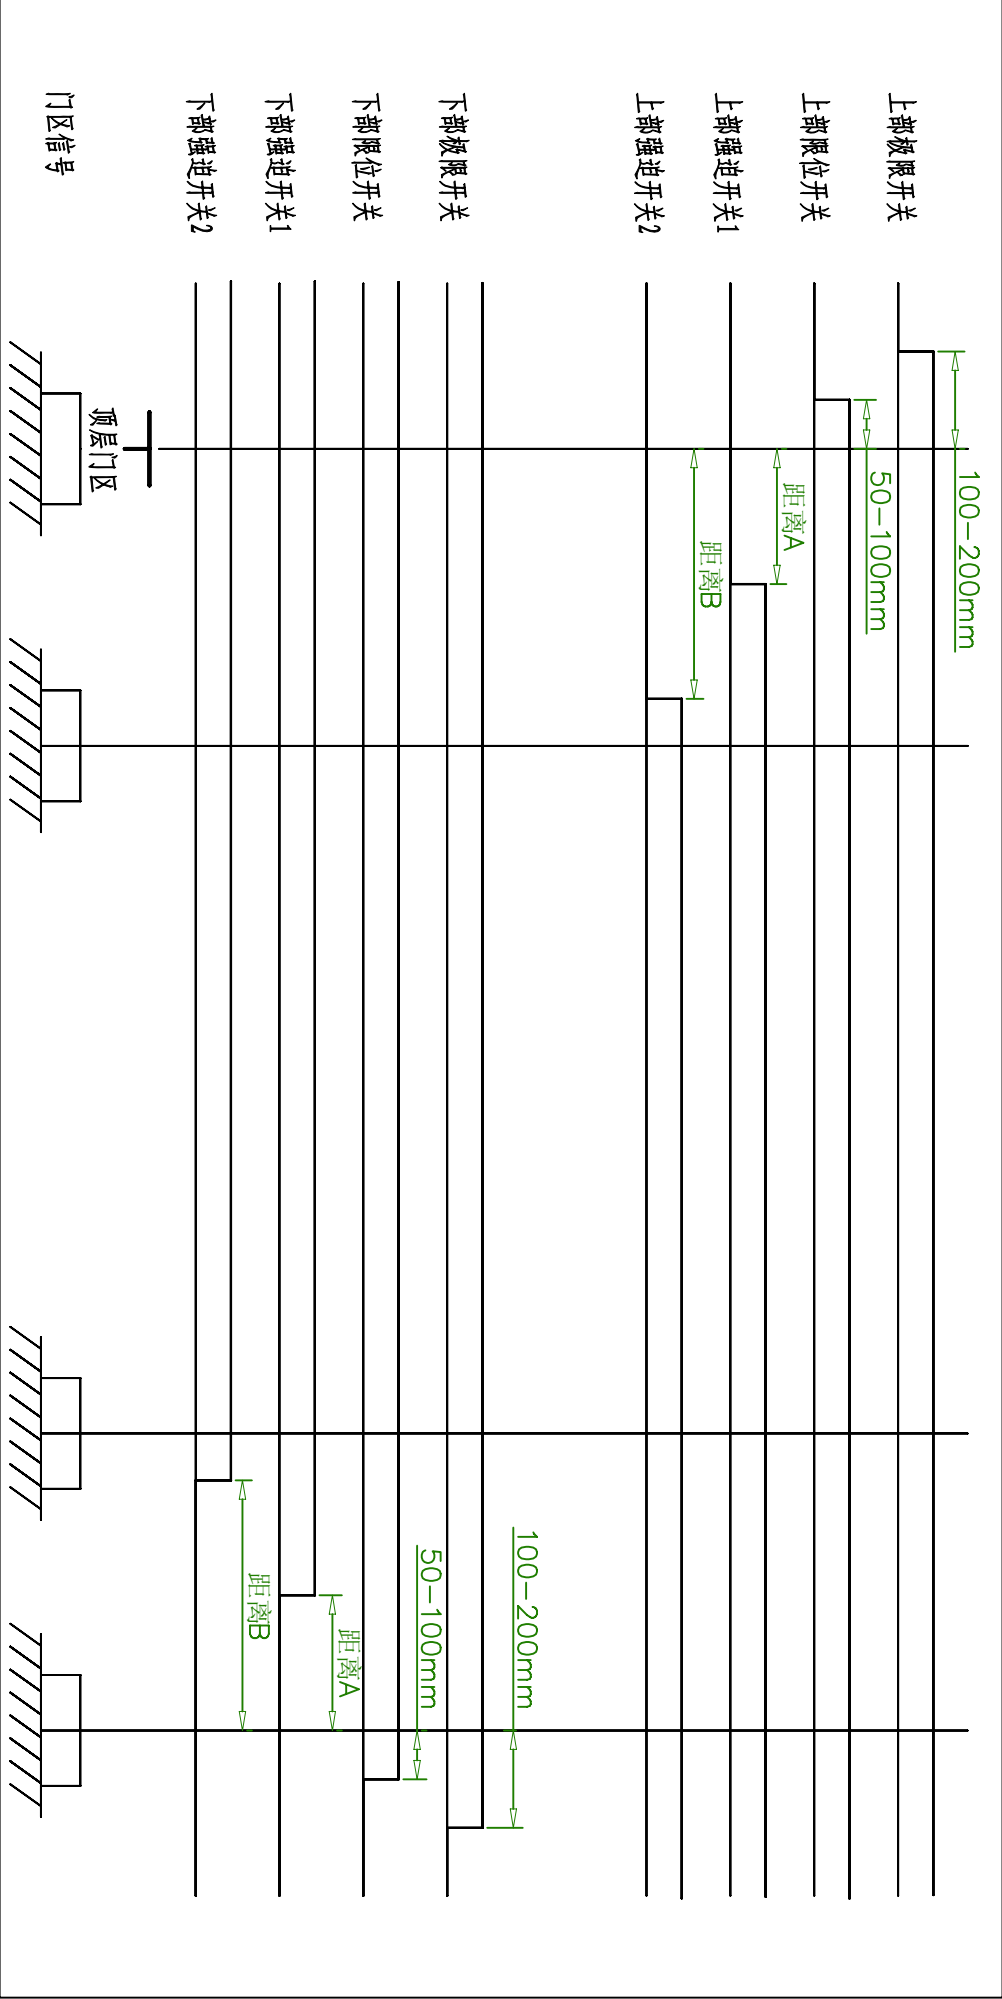 上部极限开关
100-200mm
上部限位开关
50-100mm
上部强迫开关1
距离A
上部强迫开关2
距离B
下部极限开关
100-200mm
下部限位开关
50-100mm
下部强迫开关1
距离A
下部强迫开关2
距离B
顶层门区
门区信号